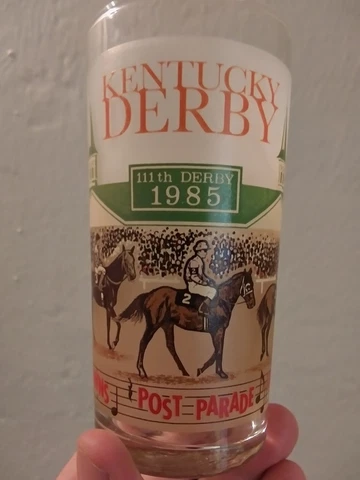 KENTUCKY
DERBY
111th DERBY
1985
2
POST PARADE